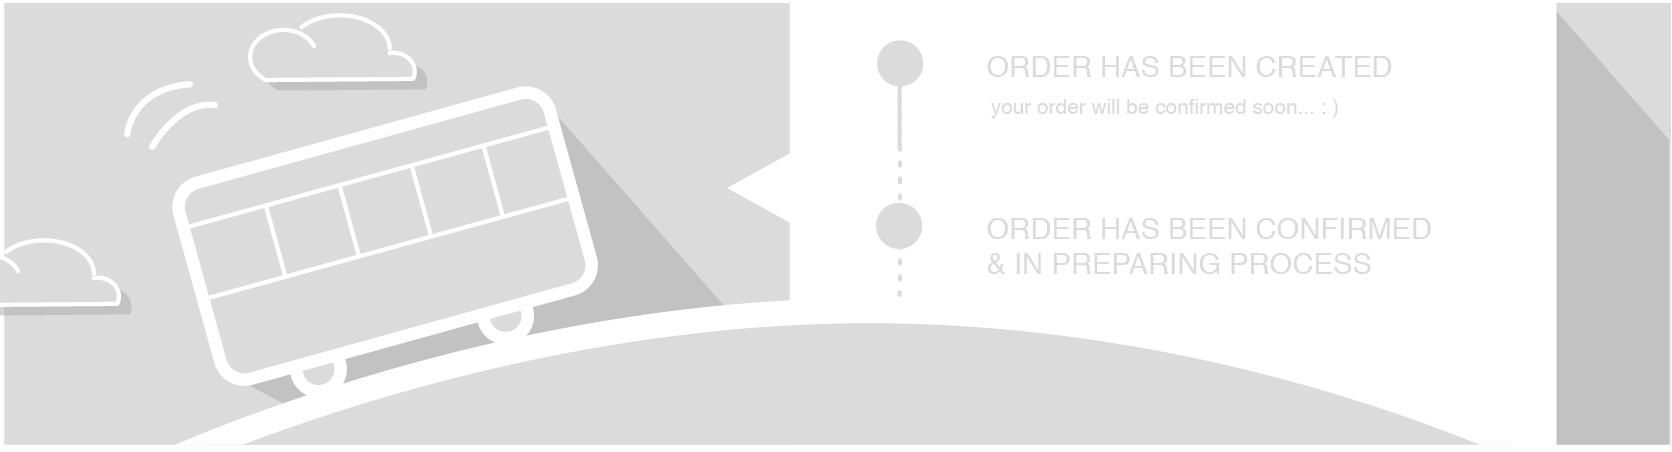 ORDER HAS BEEN CREATED
your order will be confirmed soon... : )
ORDER HAS BEEN CONFIRMED
& IN PREPARING PROCESS